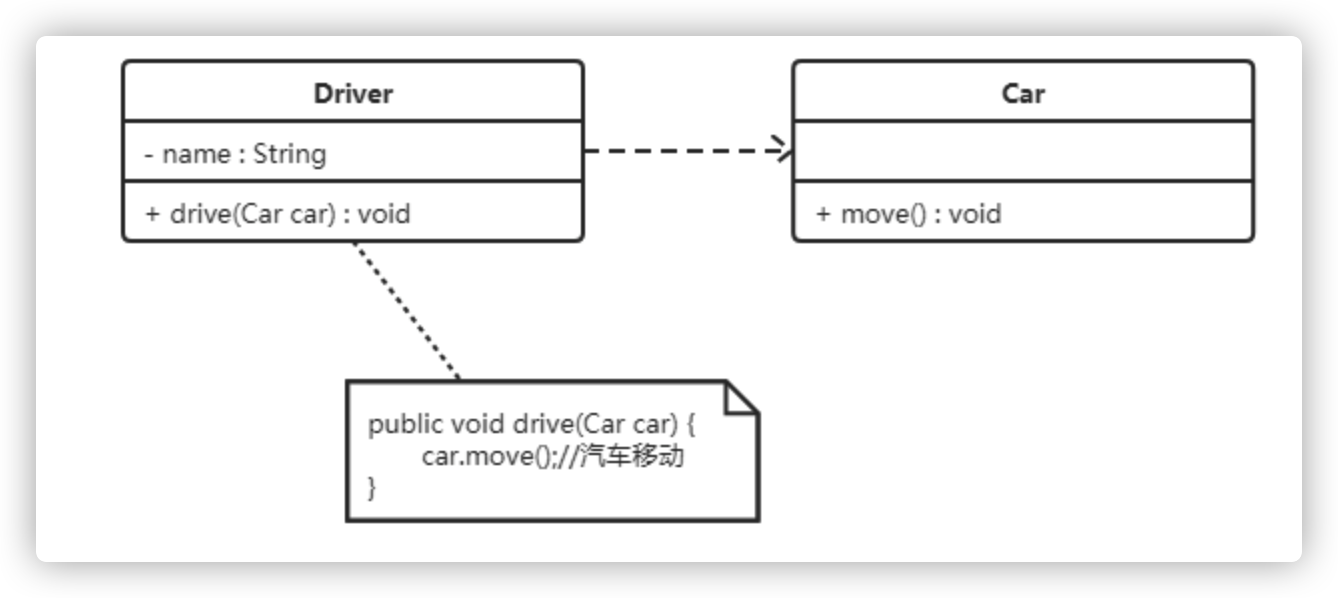 Driver
- name : String
+ drive(Car car) : void
Car
+ move() : void
public void drive(Car car) {
car.move();//汽车移动
}